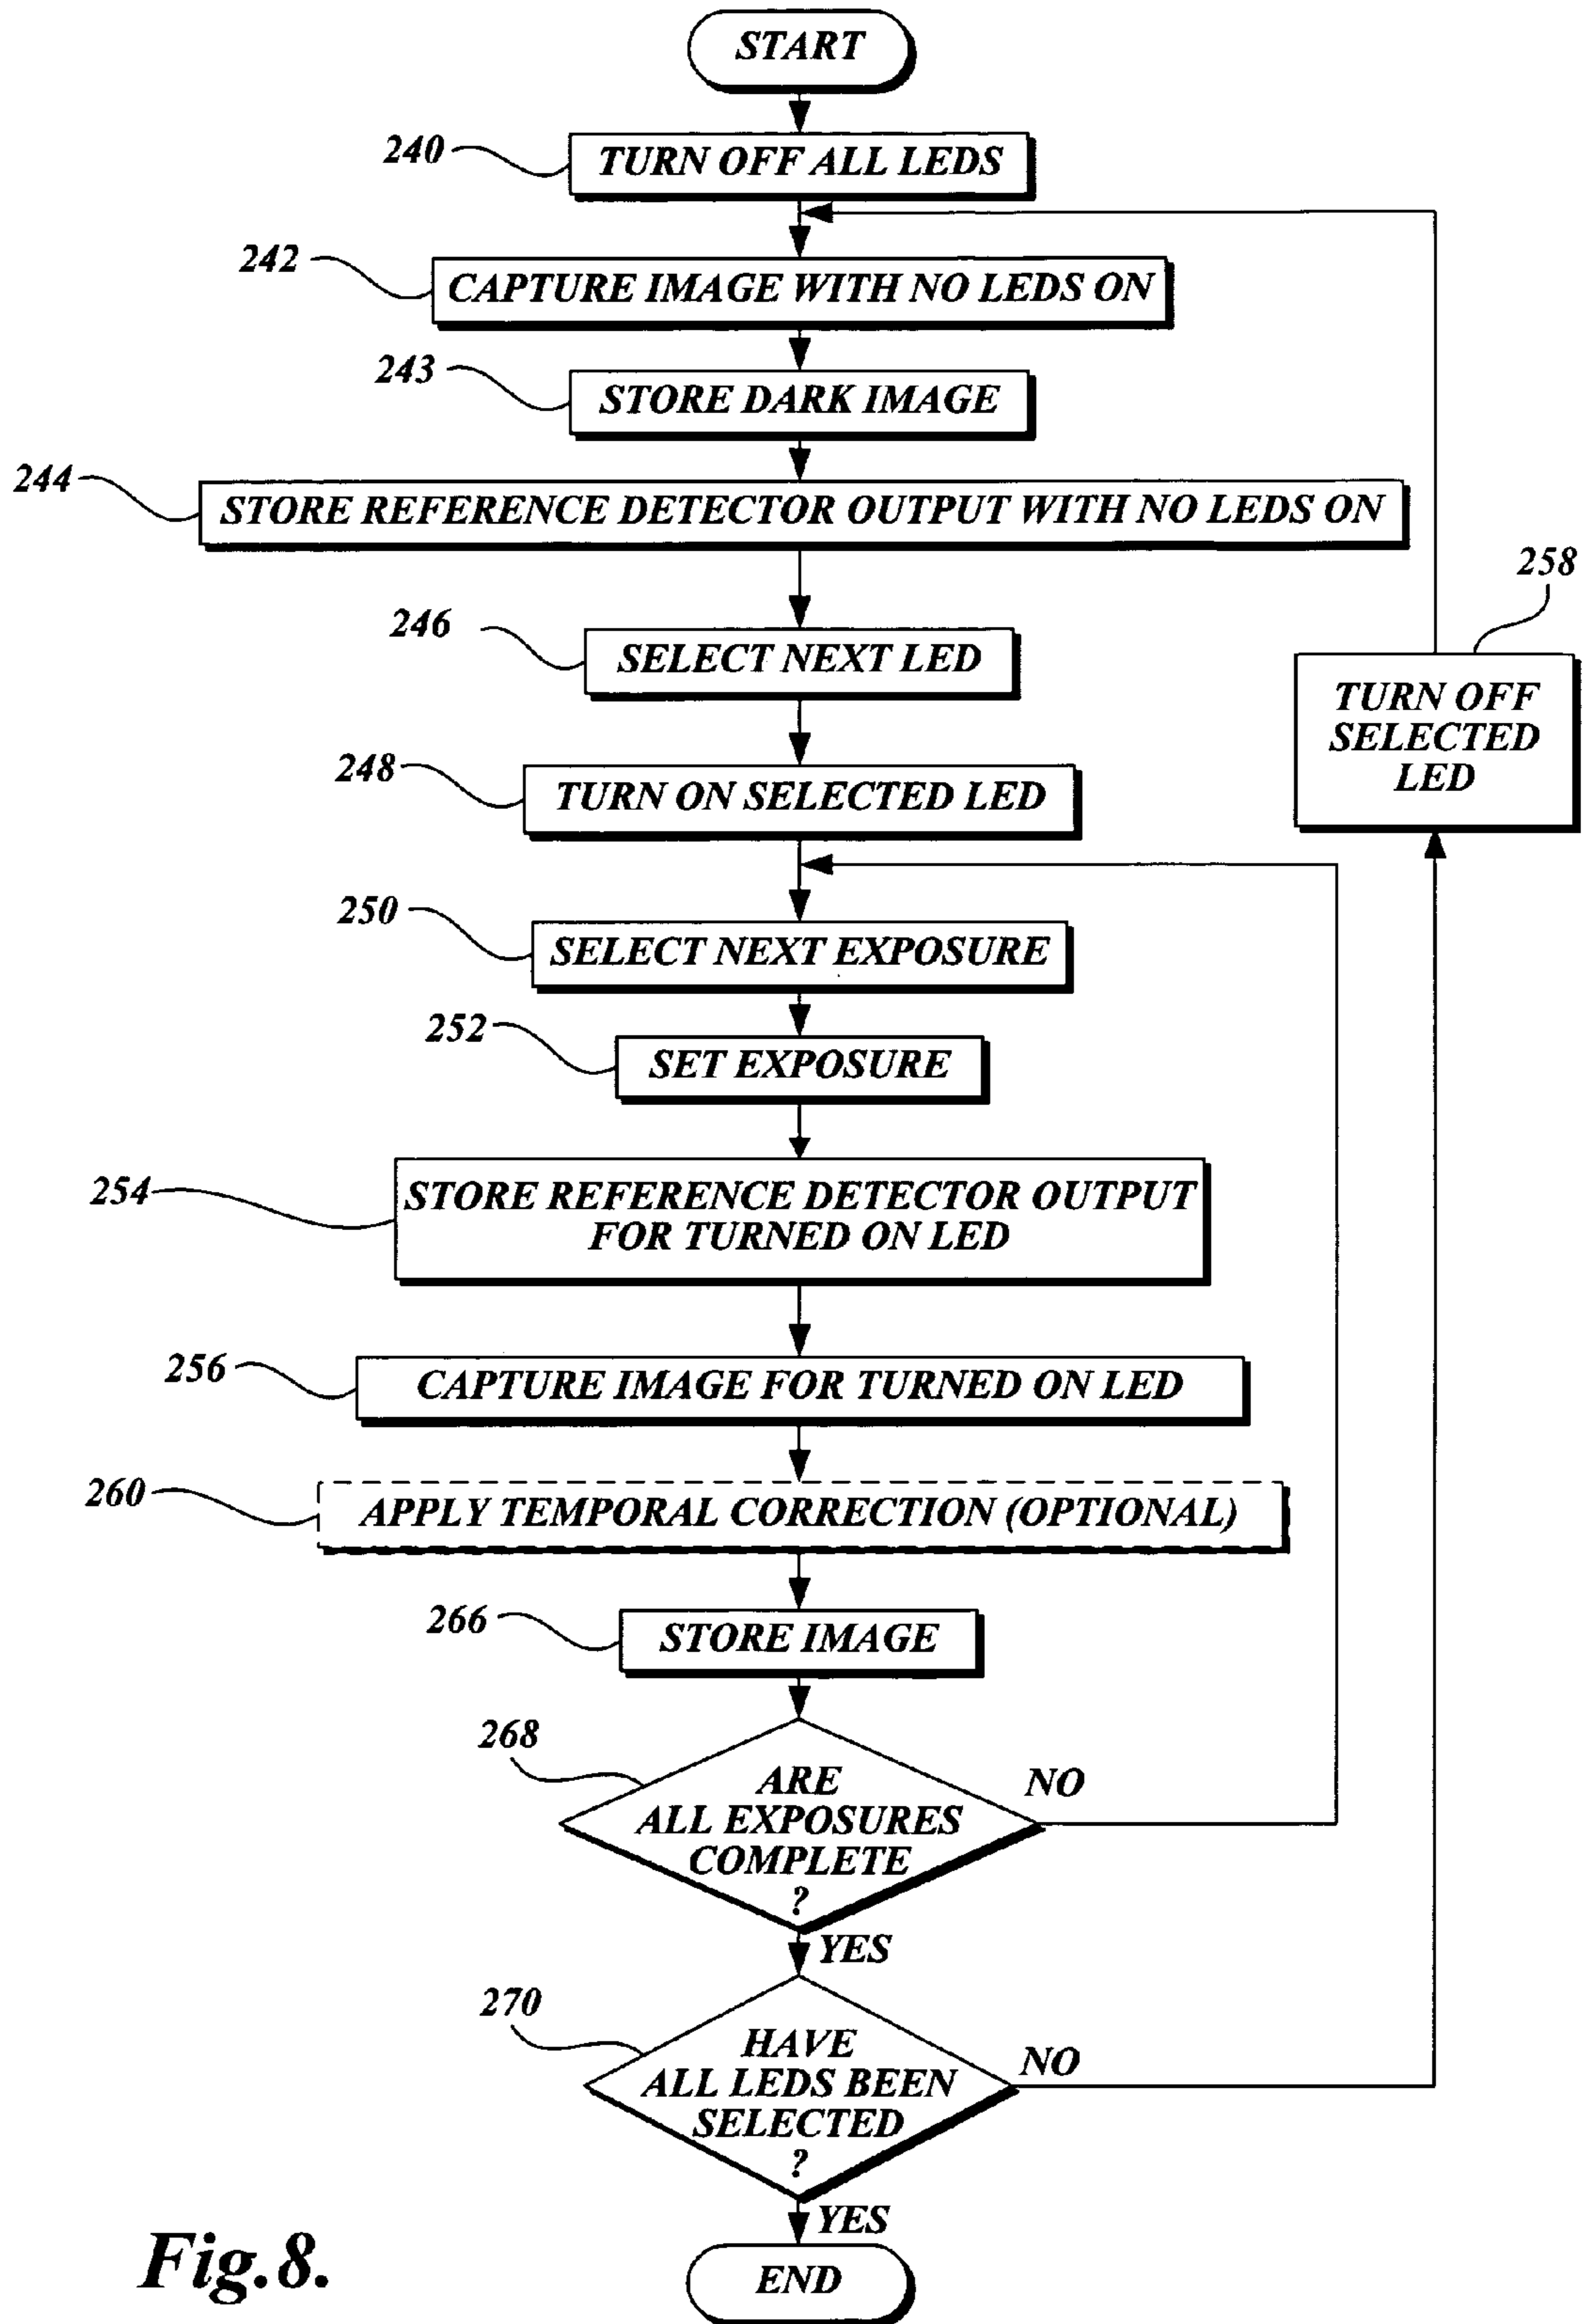 START
240
TURN OFF ALL LEDS
242
CAPTURE IMAGE WITH NO LEDS ON
243
STORE DARK IMAGE
244
STORE REFERENCE DETECTOR OUTPUT WITH NO LEDS ON
246
SELECT NEXT LED
258
TURN OFF
SELECTED
LED
248
TURN ON SELECTED LED
250
SELECT NEXT EXPOSURE
252
SET EXPOSURE
254
STORE REFERENCE DETECTOR OUTPUT
FOR TURNED ON LED
256
CAPTURE IMAGE FOR TURNED ON LED
260
APPLY TEMPORAL CORRECTION (OPTIONAL)
266
STORE IMAGE
268
ARE
ALL EXPOSURES
COMPLETE
?
NO
YES
270
HAVE
ALL LEDS BEEN
SELECTED
?
NO
YES
END
Fig.8.